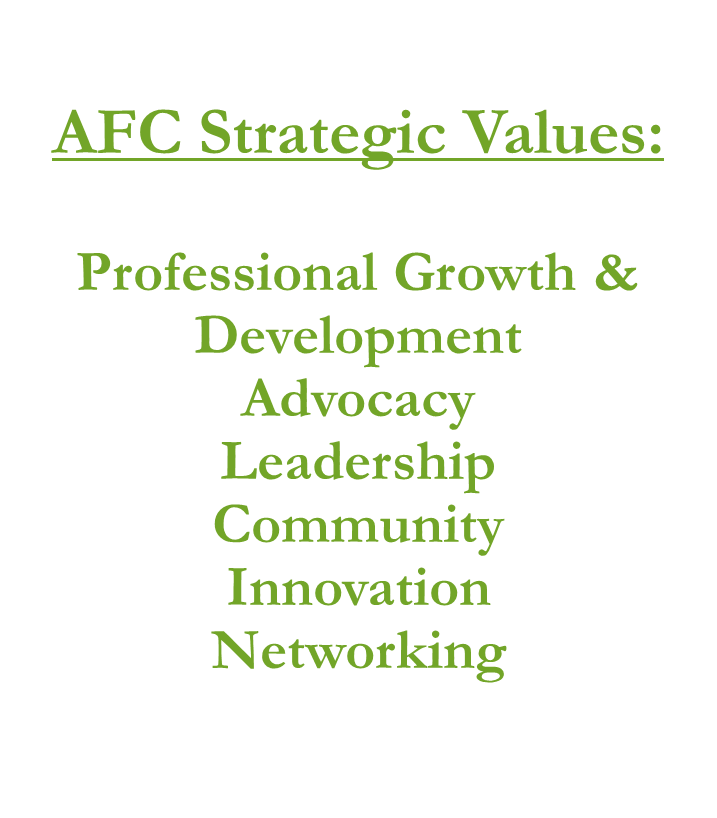 AFC Strategic Values:
Professional Growth &
Development
Advocacy
Leadership
Community
Innovation
Networking